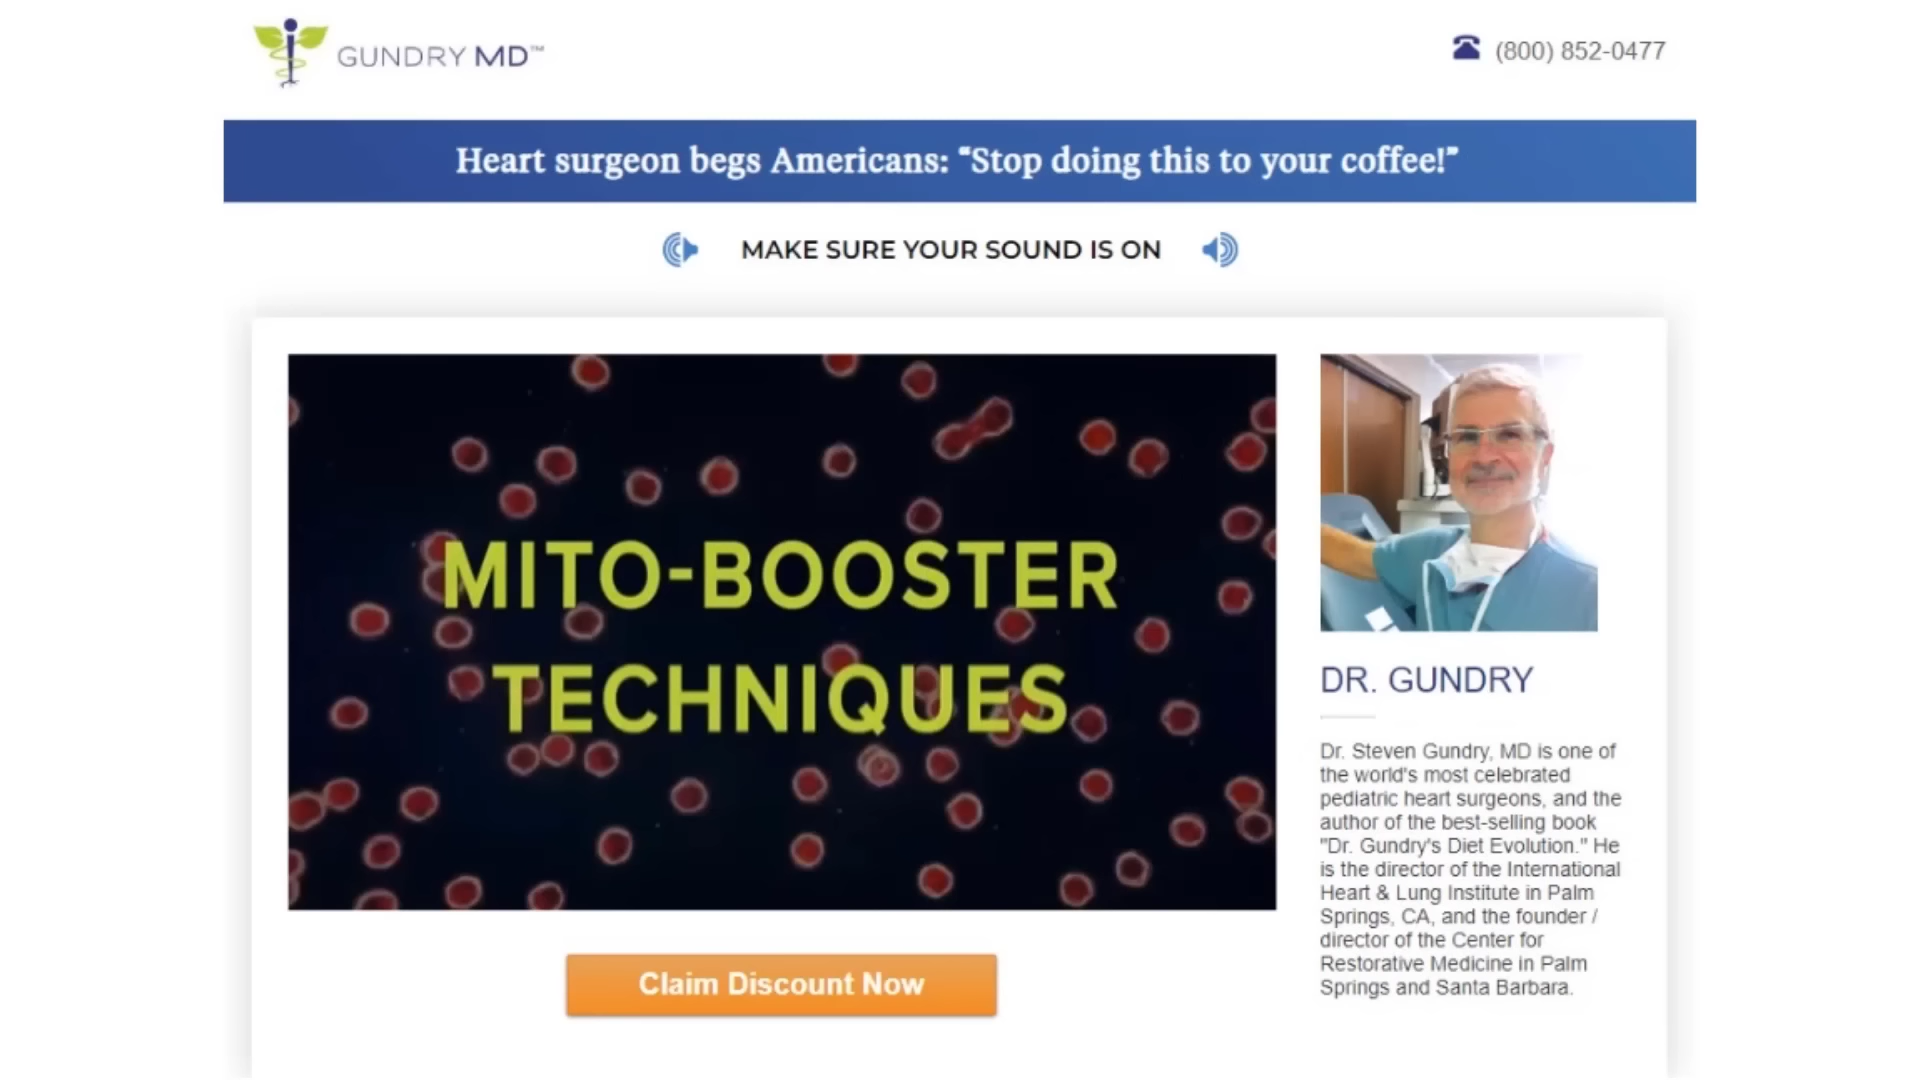 GUNDRY MD™
(800) 852-0477
Heart surgeon begs Americans: “Stop doing this to your coffee!”
MAKE SURE YOUR SOUND IS ON
MITO-BOOSTER
TECHNIQUES
Claim Discount Now
DR. GUNDRY
Dr. Steven Gundry, MD is one of
the world's most celebrated
pediatric heart surgeons, and the
author of the best-selling book
"Dr. Gundry's Diet Evolution." He
is the director of the International
Heart & Lung Institute in Palm
Springs, CA, and the founder /
director of the Center for
Restorative Medicine in Palm
Springs and Santa Barbara.